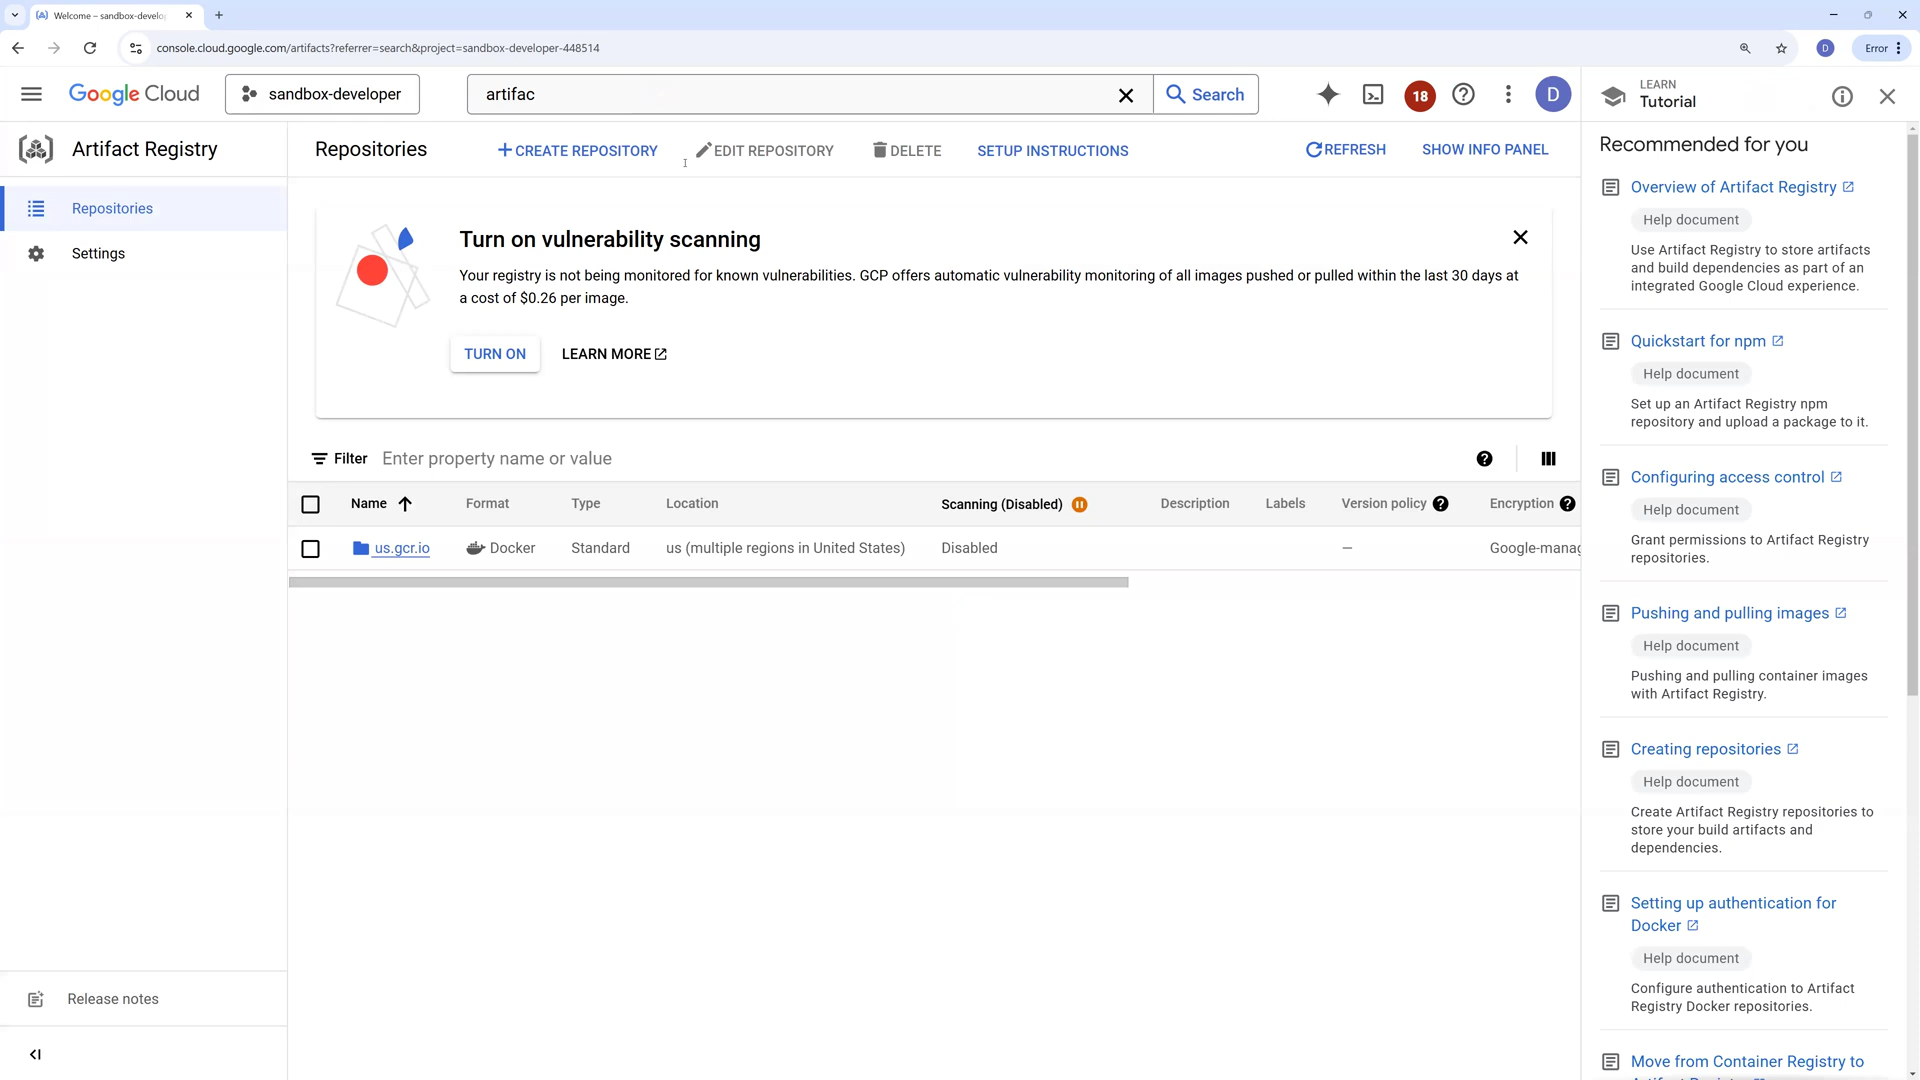 Welcome – sandbox-develo
console.cloud.google.com/artifacts?referrer=search&project=sandbox-developer-448514
D
Error
Google Cloud
sandbox-developer
artifac
Search
18
D
LEARN
Tutorial
Artifact Registry
Repositories
CREATE REPOSITORY
EDIT REPOSITORY
DELETE
SETUP INSTRUCTIONS
REFRESH
SHOW INFO PANEL
Repositories
Settings
Turn on vulnerability scanning
Your registry is not being monitored for known vulnerabilities. GCP offers automatic vulnerability monitoring of all images pushed or pulled within the last 30 days at
a cost of $0.26 per image.
TURN ON
LEARN MORE
Filter
Enter property name or value
Name
Format
Type
Location
Scanning (Disabled)
Description
Labels
Version policy
Encryption
us.gcr.io
Docker
Standard
us (multiple regions in United States)
Disabled
—
Google-manag
Release notes
Recommended for you
Overview of Artifact Registry
Help document
Use Artifact Registry to store artifacts
and build dependencies as part of an
integrated Google Cloud experience.
Quickstart for npm
Help document
Set up an Artifact Registry npm
repository and upload a package to it.
Configuring access control
Help document
Grant permissions to Artifact Registry
repositories.
Pushing and pulling images
Help document
Pushing and pulling container images
with Artifact Registry.
Creating repositories
Help document
Create Artifact Registry repositories to
store your build artifacts and
dependencies.
Setting up authentication for
Docker
Help document
Configure authentication to Artifact
Registry Docker repositories.
Move from Container Registry to